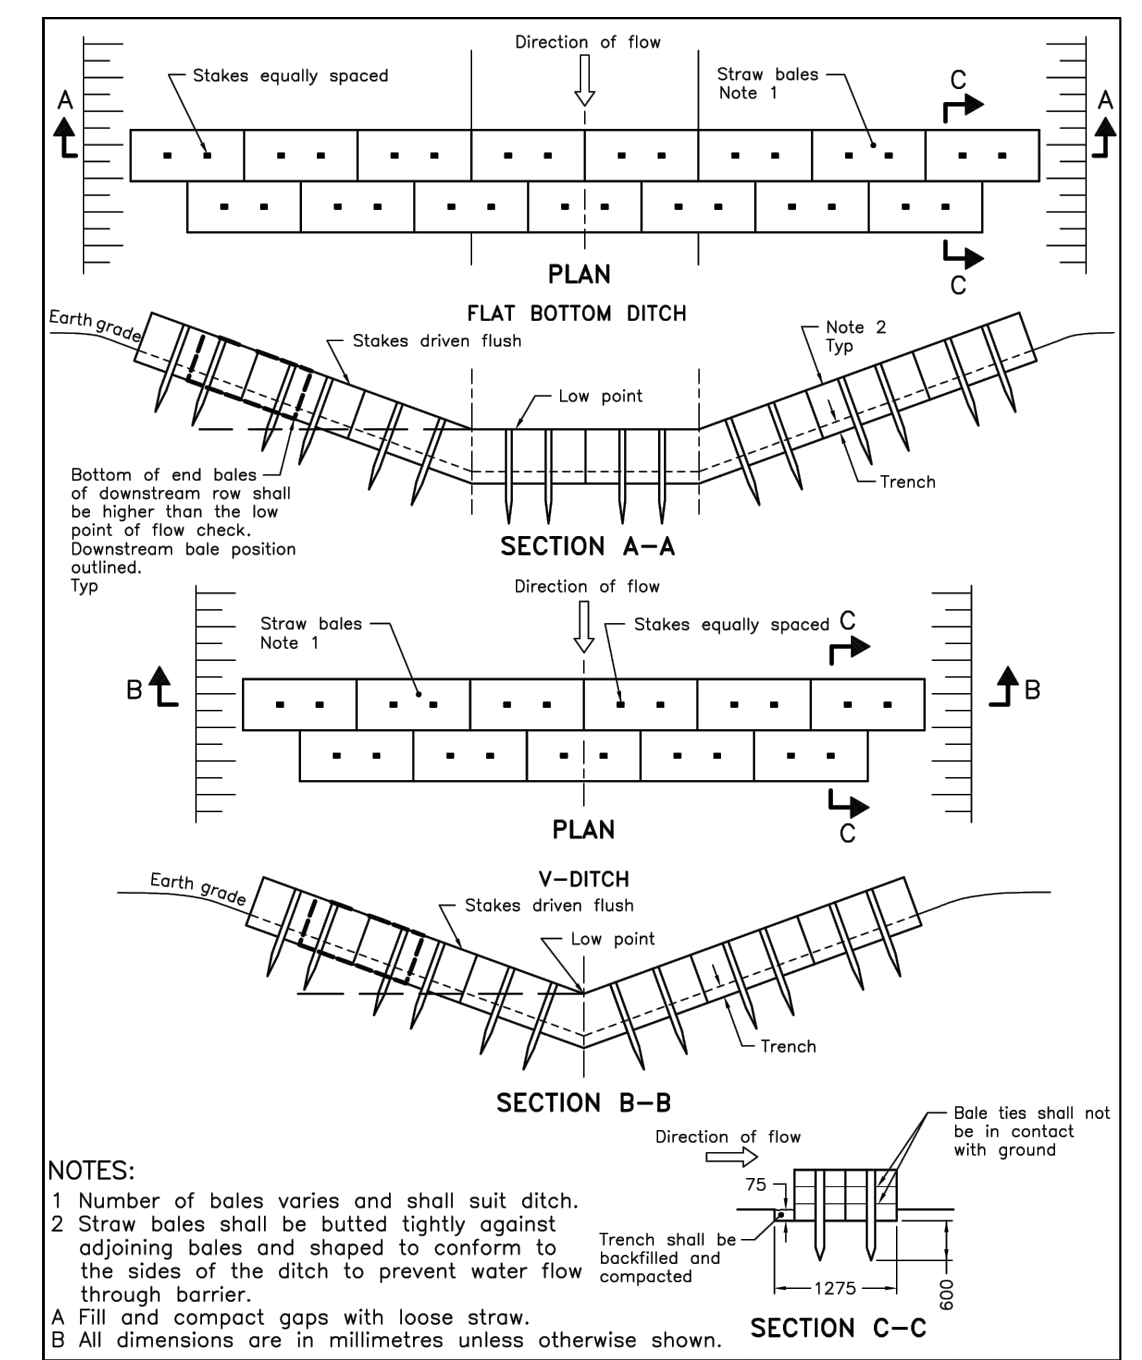 Direction of flow
Stakes equally spaced
Straw bales
Note 1
C
A
A
C
PLAN
FLAT BOTTOM DITCH
Earth grade
Stakes driven flush
Note 2
Typ
Low point
Bottom of end bales
of downstream row shall
be higher than the low
point of flow check.
Downstream bale position
outlined.
Typ
Trench
SECTION A-A
Direction of flow
Straw bales
Note 1
Stakes equally spaced
C
B
B
C
PLAN
V-DITCH
Earth grade
Stakes driven flush
Low point
Trench
SECTION B-B
Direction of flow
Bale ties shall not
be in contact
with ground
75
Trench shall be
backfilled and
compacted
1275
600
SECTION C-C
NOTES:
1 Number of bales varies and shall suit ditch.
2 Straw bales shall be butted tightly against
adjoining bales and shaped to conform to
the sides of the ditch to prevent water flow
through barrier.
A Fill and compact gaps with loose straw.
B All dimensions are in millimetres unless otherwise shown.